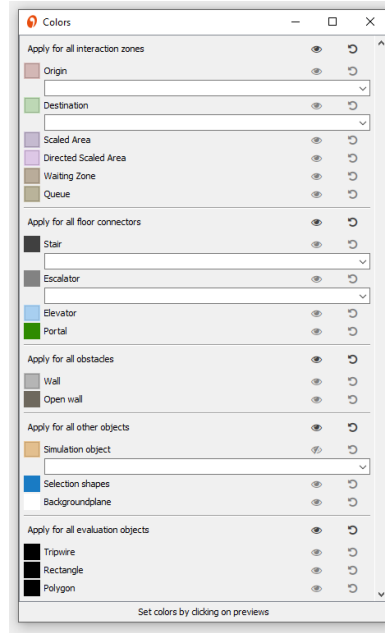 Colors
Apply for all interaction zones
Origin
Destination
Scaled Area
Directed Scaled Area
Waiting Zone
Queue
Apply for all floor connectors
Stair
Escalator
Elevator
Portal
Apply for all obstacles
Wall
Open wall
Apply for all other objects
Simulation object
Selection shapes
Backgroundplane
Apply for all evaluation objects
Tripwire
Rectangle
Polygon
Set colors by clicking on previews